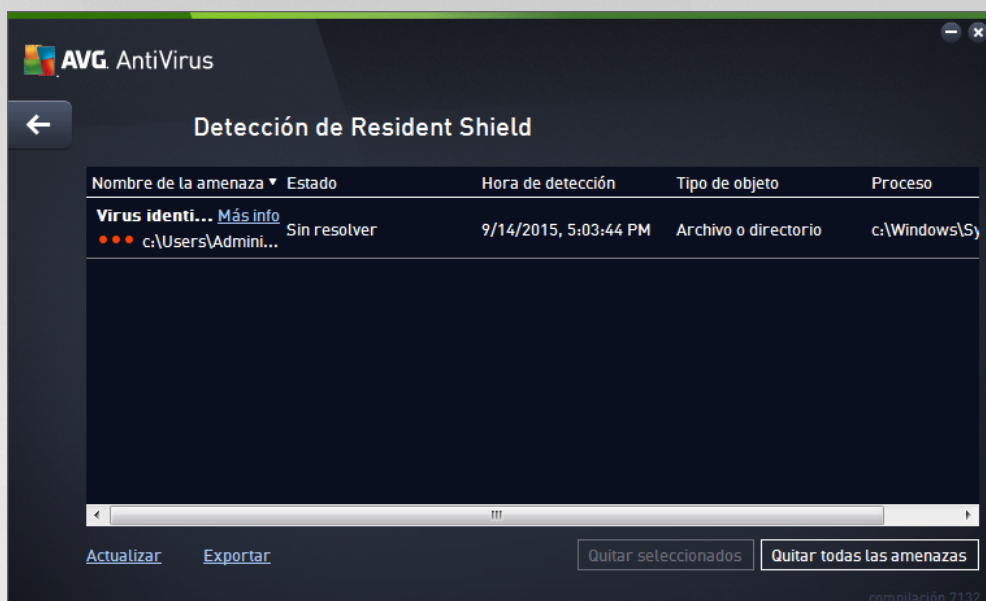 AVG. AntiVirus
Detección de Resident Shield
Nombre de la amenaza Estado Hora de detección Tipo de objeto Proceso
Virus identi... Más info
c:\Users\Admini... Sin resolver 9/14/2015, 5:03:44 PM Archivo o directorio c:\Windows\Sy
Actualizar Exportar Quitar seleccionados Quitar todas las amenazas
compilación 7132